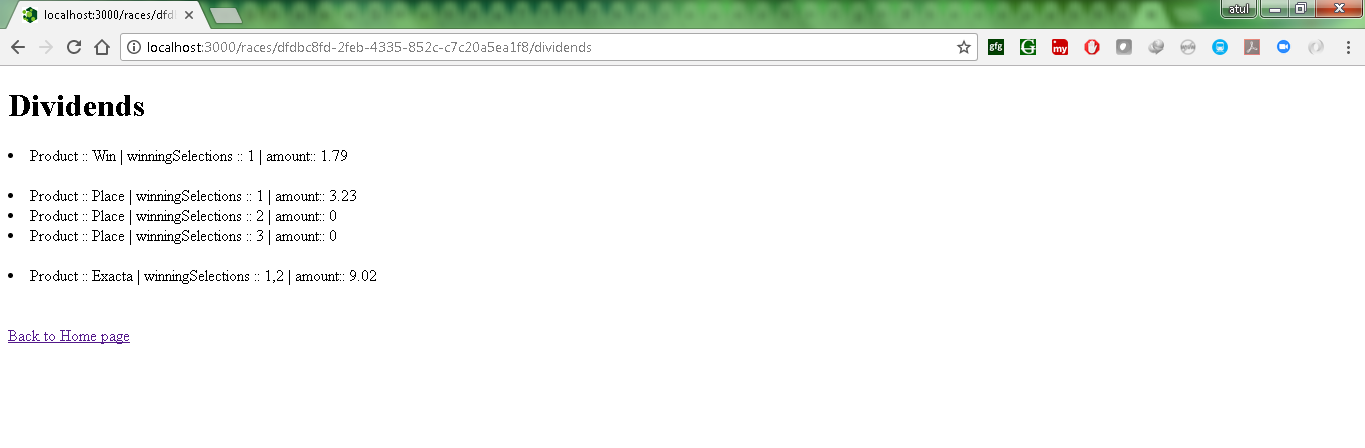 localhost:3000/races/dfdl
atul
localhost:3000/races/dfdbc8fd-2feb-4335-852c-c7c20a5ea1f8/dividends
gfg
G
my
Dividends
Product :: Win | winningSelections :: 1 | amount:: 1.79
Product :: Place | winningSelections :: 1 | amount:: 3.23
Product :: Place | winningSelections :: 2 | amount:: 0
Product :: Place | winningSelections :: 3 | amount:: 0
Product :: Exacta | winningSelections :: 1,2 | amount:: 9.02
Back to Home page